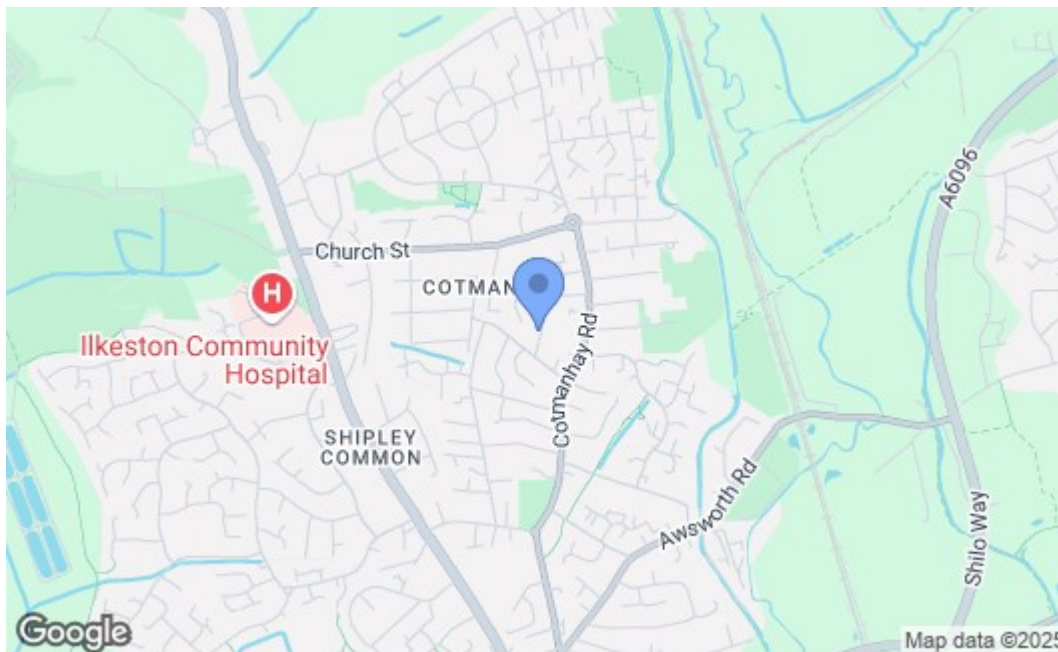 A6096
Church St
COTMAN
H
Ilkeston Community
Hospital
Cotmanhay Rd
SHIPLEY
COMMON
Awsworth Rd
Shilo Way
Google
Map data ©2025